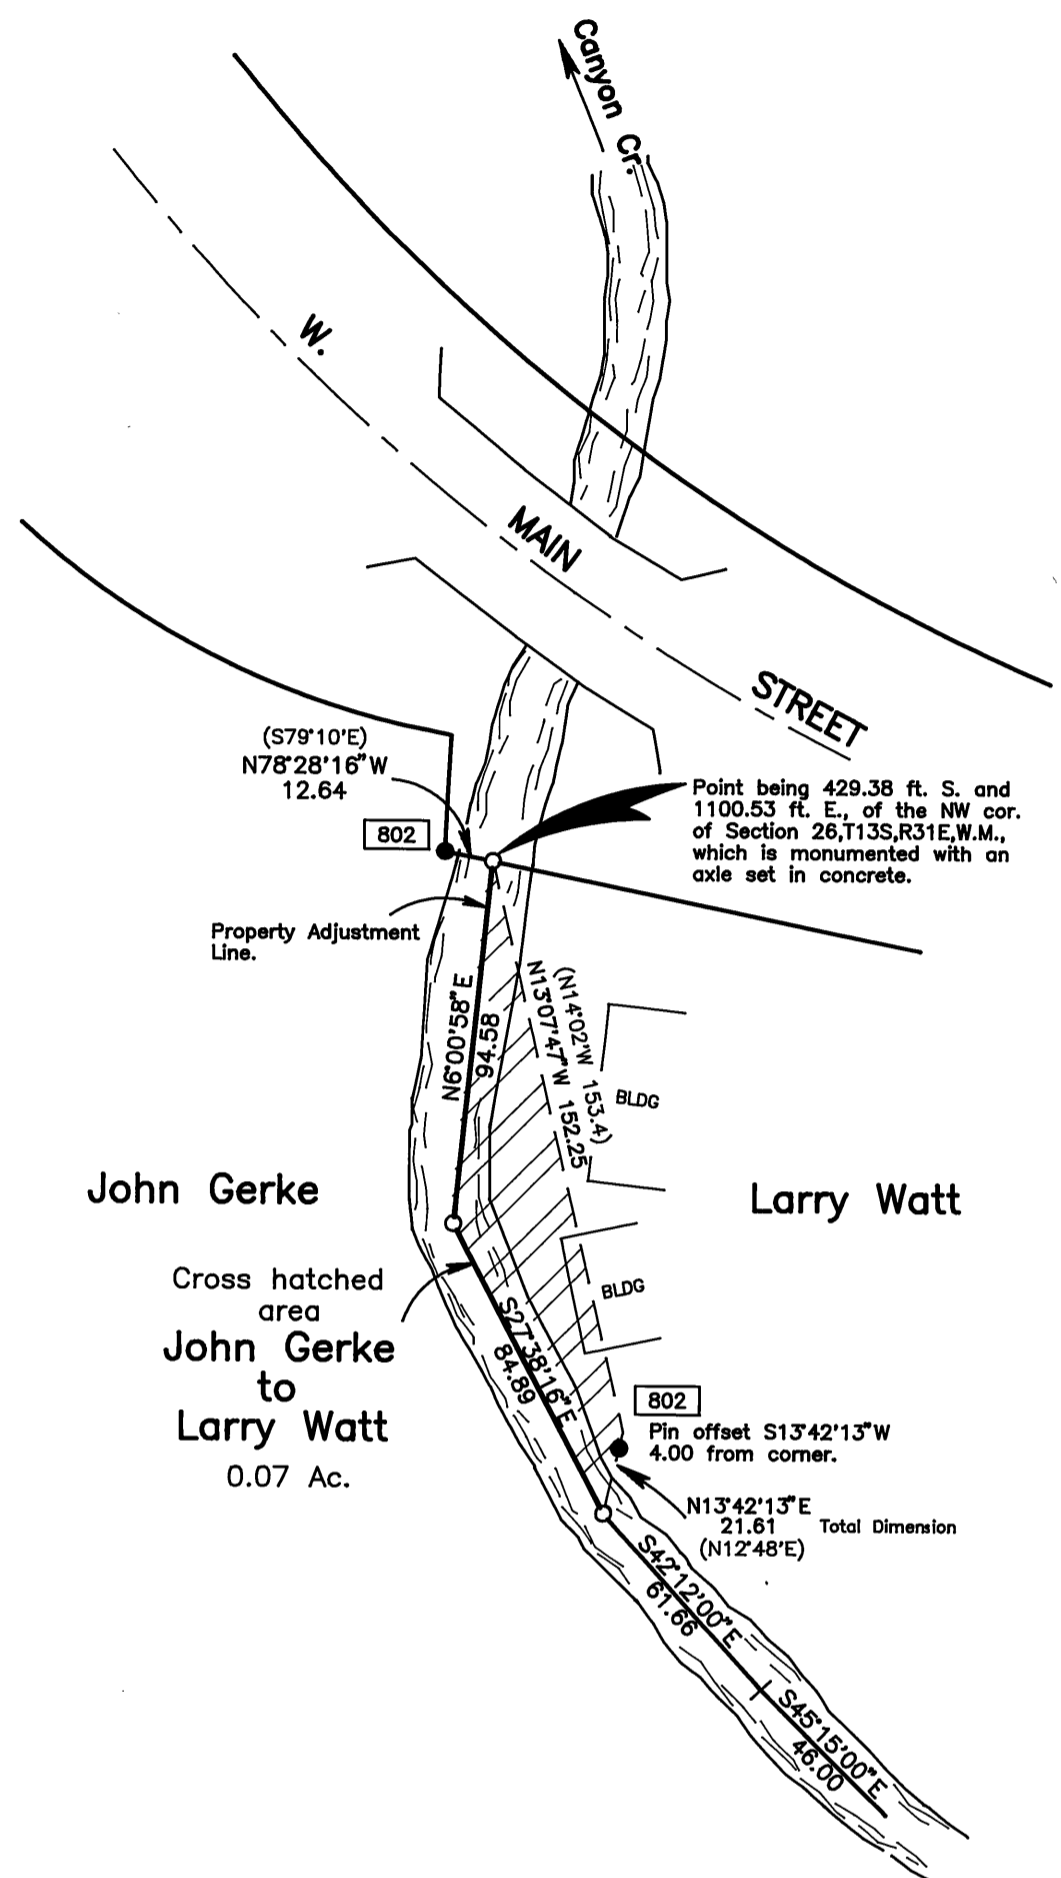 Canyon Cr.
W.
MAIN
STREET
(S79°10'E)
N78°28'16"W
12.64
802
Point being 429.38 ft. S. and
1100.53 ft. E., of the NW cor.
of Section 26,T13S,R31E,W.M.,
which is monumented with an
axle set in concrete.
Property Adjustment
Line.
N6°00'58"E
94.58
(N14°02'W 153.4)
N13°07'47"W 152.25
BLDG
John Gerke
Larry Watt
Cross hatched
area
John Gerke
to
Larry Watt
0.07 Ac.
BLDG
S27°38'16"E
84.89
802
Pin offset S13°42'13"W
4.00 from corner.
N13°42'13"E
21.61 Total Dimension
(N12°48'E)
S42°12'00"E
61.66
S45°15'00"E
46.00